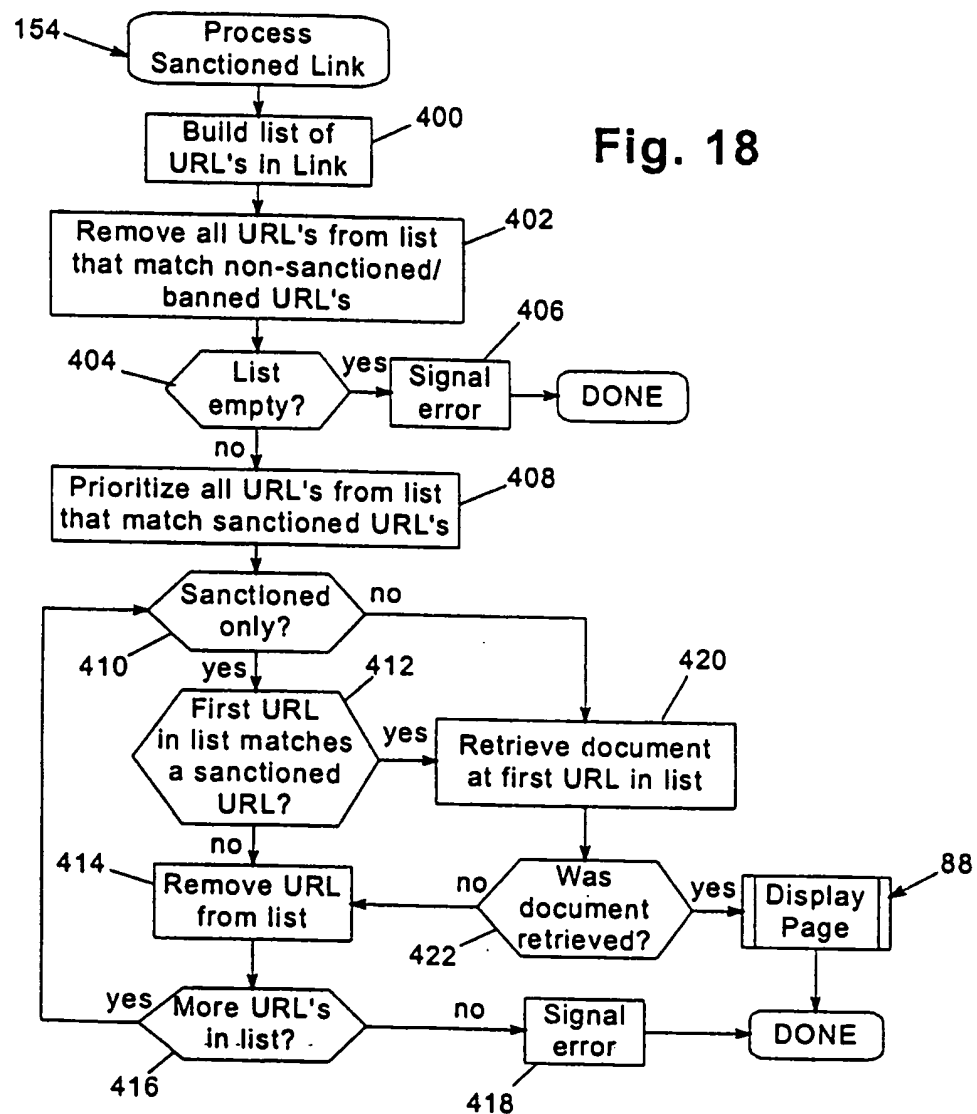 154
Process
Sanctioned Link
400
Build list of
URL's in Link
Fig. 18
402
Remove all URL's from list
that match non-sanctioned/
banned URL's
404
List
empty?
yes
406
Signal
error
DONE
no
408
Prioritize all URL's from list
that match sanctioned URL's
410
Sanctioned
only?
no
yes
412
First URL
in list matches
a sanctioned
URL?
yes
420
Retrieve document
at first URL in list
no
414
Remove URL
from list
no
Was
document
retrieved?
422
yes
88
Display
Page
yes
More URL's
in list?
416
no
Signal
error
418
DONE